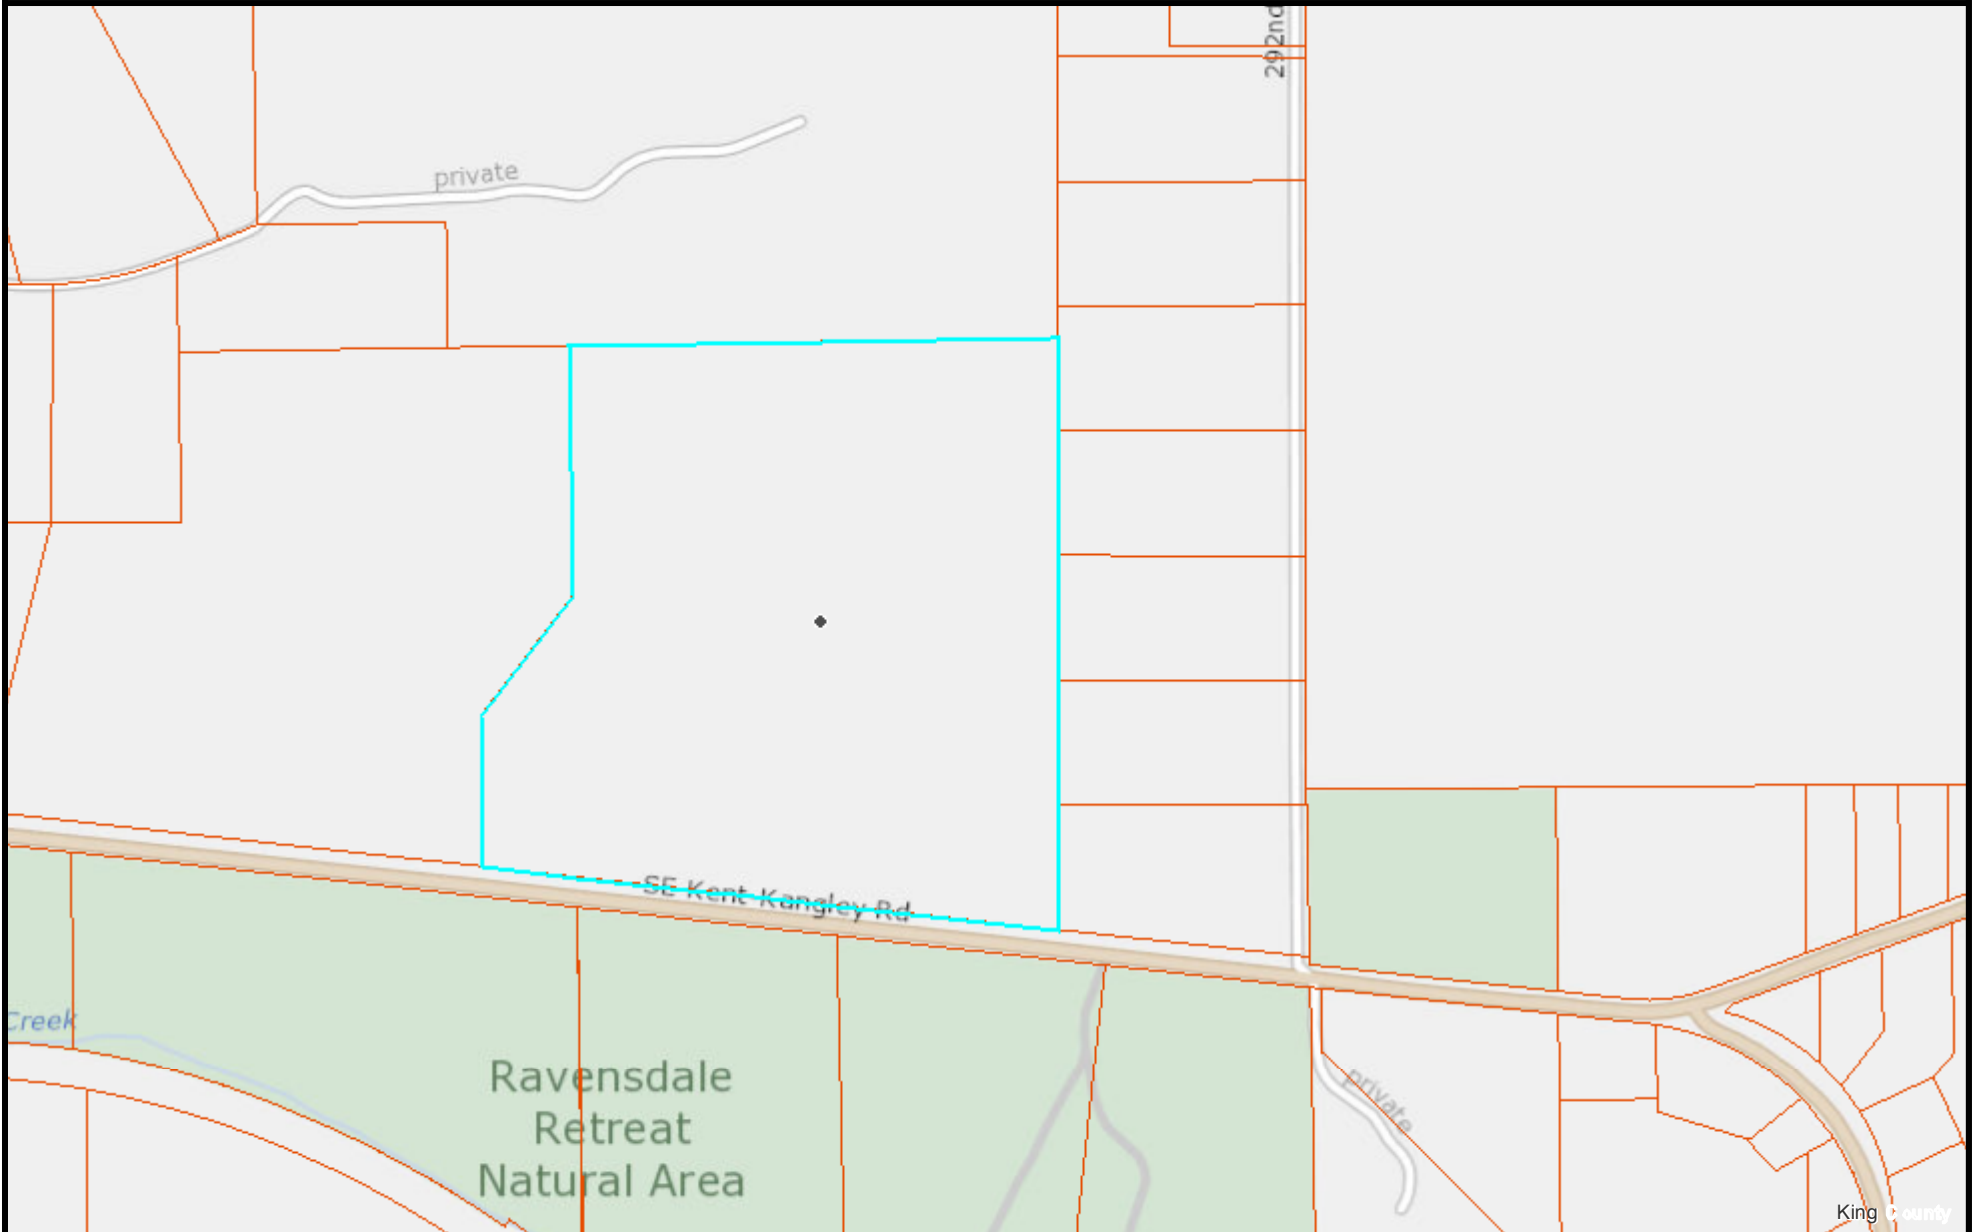 292nd
private
SE Kent-Kangley Rd
Creek
Ravensdale
Retreat
Natural Area
private
King County